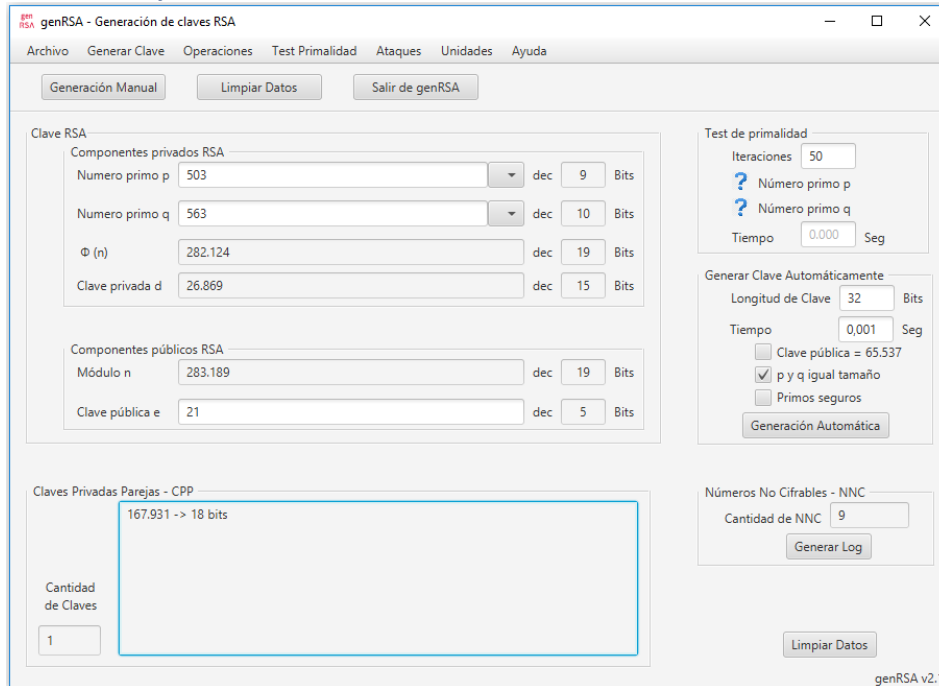 gen RSA genRSA - Generación de claves RSA
Archivo Generar Clave Operaciones Test Primalidad Ataques Unidades Ayuda
Generación Manual Limpiar Datos Salir de genRSA
Clave RSA
Componentes privados RSA
Numero primo p 503 dec 9 Bits
Numero primo q 563 dec 10 Bits
Φ (n) 282.124 dec 19 Bits
Clave privada d 26.869 dec 15 Bits
Componentes públicos RSA
Módulo n 283.189 dec 19 Bits
Clave pública e 21 dec 5 Bits
Test de primalidad
Iteraciones 50
? Número primo p
? Número primo q
Tiempo 0.000 Seg
Generar Clave Automáticamente
Longitud de Clave 32 Bits
Tiempo 0,001 Seg
Clave pública = 65.537
p y q igual tamaño
Primos seguros
Generación Automática
Claves Privadas Parejas - CPP
167.931 -> 18 bits
Cantidad
de Claves
1
Números No Cifrables - NNC
Cantidad de NNC 9
Generar Log
Limpiar Datos
genRSA v2.